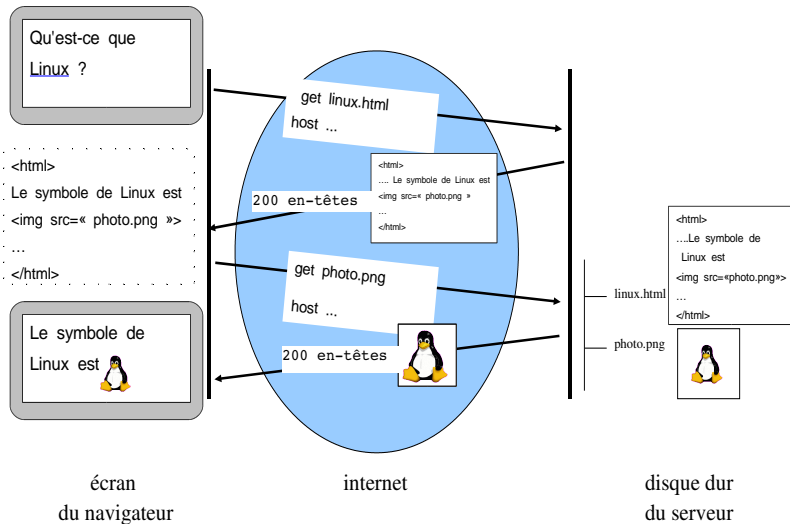 Qu'est-ce que
Linux ?
get linux.html
host ...
<html>
.... Le symbole de Linux est
<img src=« photo.png »
...
</html>
200 en-têtes
<html>
Le symbole de Linux est
<img src=« photo.png »>
...
</html>
get photo.png
host ...
<html>
....Le symbole de
Linux est
<img src=«photo.png»>
...
</html>
linux.html
photo.png
200 en-têtes
Le symbole de
Linux est
écran
du navigateur
internet
disque dur
du serveur